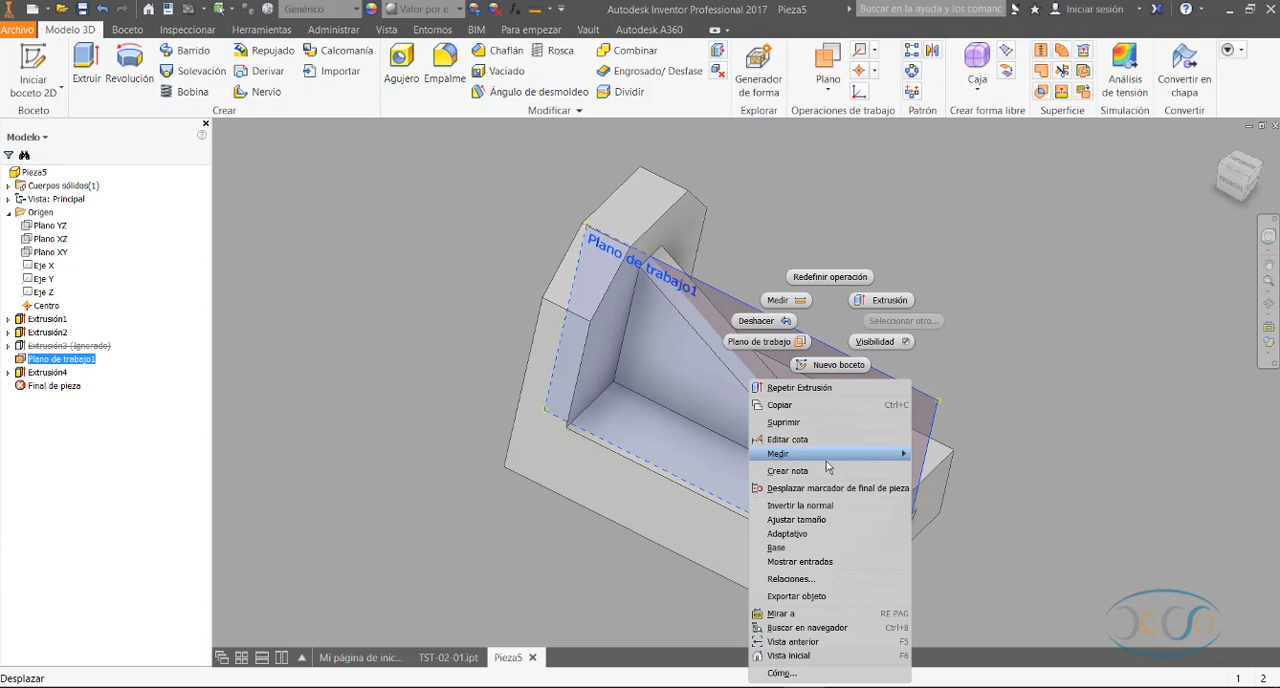 Genérico
Valor por c
Autodesk Inventor Professional 2017 Pieza5
Buscar en la ayuda y los comanc
Iniciar sesión
Archivo Modelo 3D Boceto Inspeccionar Herramientas Administrar Vista Entornos BIM Para empezar Vault Autodesk A360
Iniciar boceto 2D
Extruir
Revolución
Barrido
Solevación
Bobina
Repujado
Derivar
Nervio
Calcomanía
Importar
Agujero
Empalme
Chaflán
Vaciado
Ángulo de desmoldeo
Rosca
Combinar
Engrosado/ Desfase
Dividir
Generador de forma
Plano
Caja
Análisis de tensión
Convertir en chapa
Boceto
Crear
Modificar
Explorar
Operaciones de trabajo
Patrón
Crear forma libre
Superficie
Simulación
Convertir
Modelo
Pieza5
Cuerpos sólidos(1)
Vista: Principal
Origen
Plano YZ
Plano XZ
Plano XY
Eje X
Eje Y
Eje Z
Centro
Extrusión1
Extrusión2
Extrusión3 (Ignorado)
Plano de trabajo1
Extrusión4
Final de pieza
SUPERIOR
FRONTAL
Plano de trabajo1
Redefinir operación
Medir
Extrusión
Deshacer
Seleccionar otro...
Plano de trabajo
Visibilidad
Nuevo boceto
Repetir Extrusión
Copiar Ctrl+C
Suprimir
Editar cota
Medir
Crear nota
Desplazar marcador de final de pieza
Invertir la normal
Ajustar tamaño
Adaptativo
Base
Mostrar entradas
Relaciones...
Exportar objeto
Mirar a RE PAG
Buscar en navegador Ctrl+B
Vista anterior F5
Vista inicial F6
Cómo...
Mi página de inic...
TST-02-01.ipt
Pieza5
Desplazar
1 2